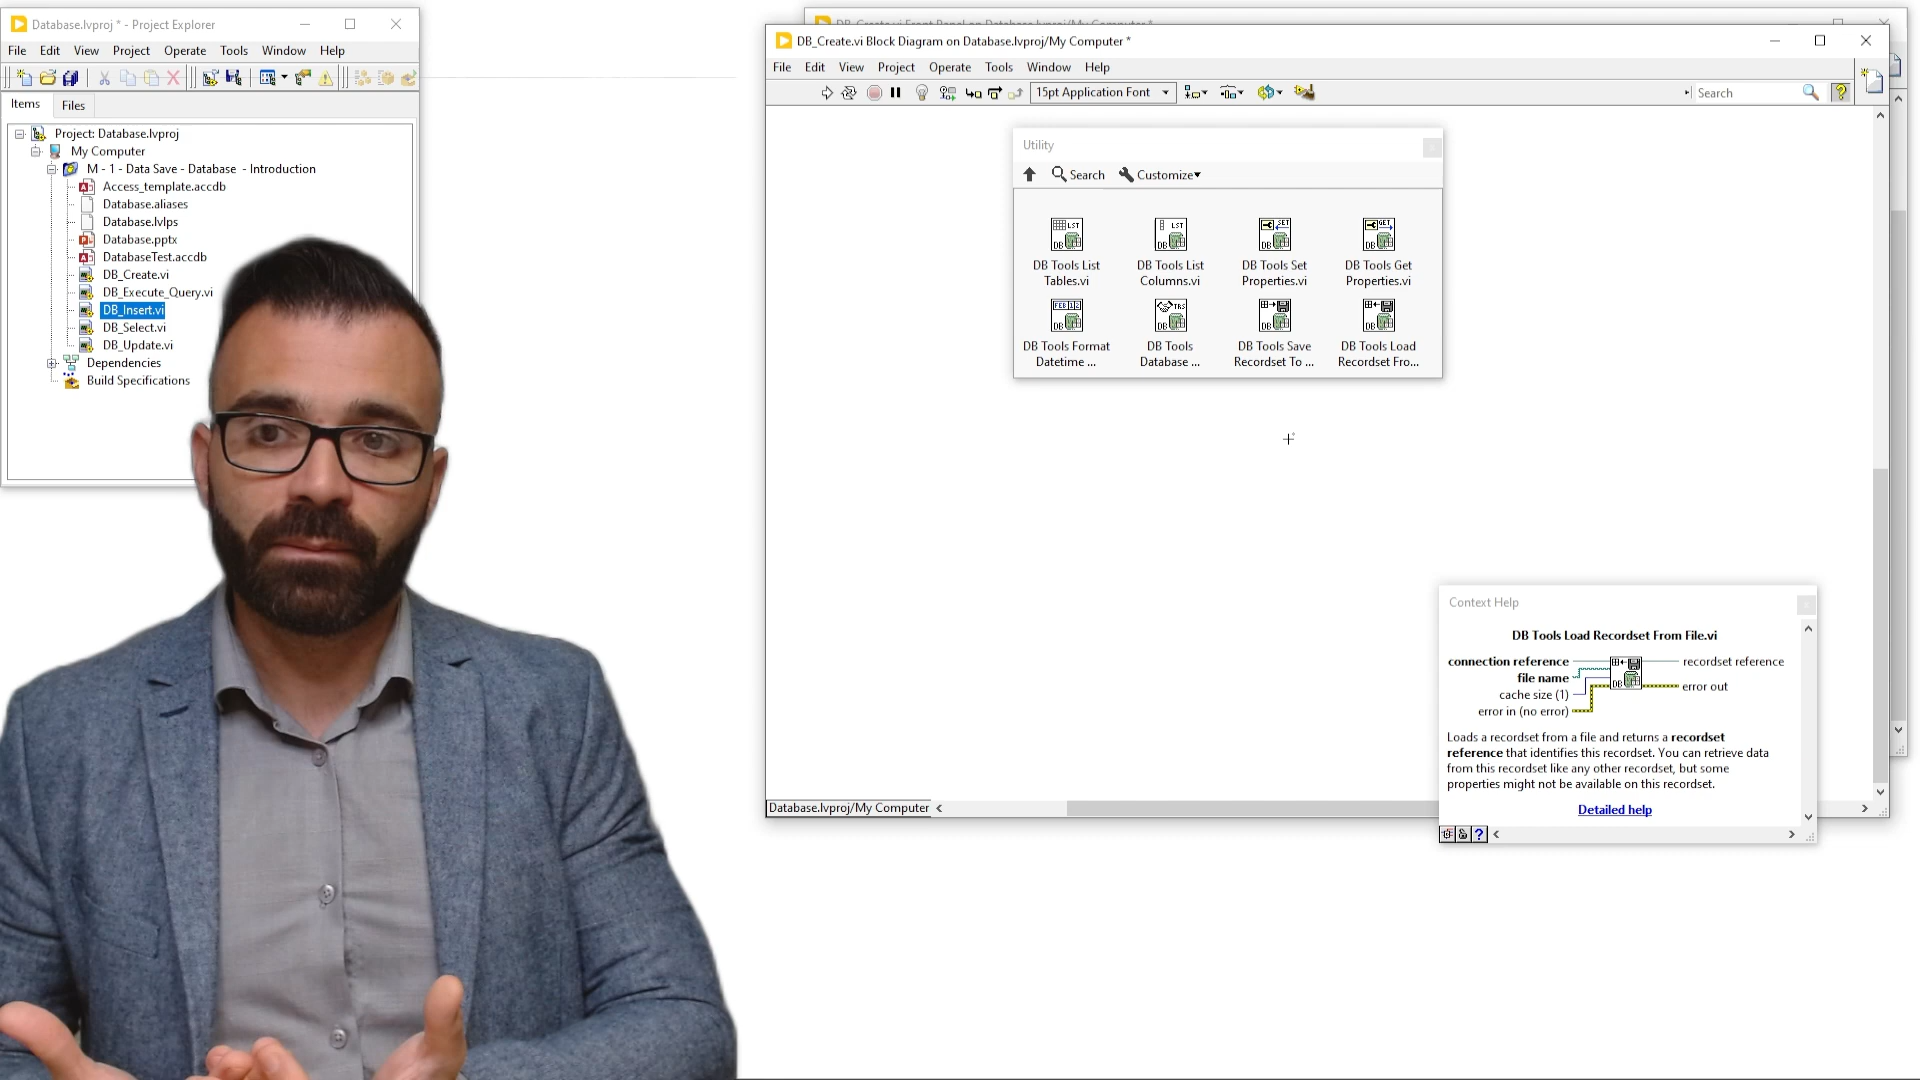 Database.lvproj * - Project Explorer
File Edit View Project Operate Tools Window Help
Items Files
Project: Database.lvproj
My Computer
M - 1 - Data Save - Database - Introduction
Access_template.accdb
Database.aliases
Database.lvlps
Database.pptx
DatabaseTest.accdb
DB_Create.vi
DB_Execute_Query.vi
DB_Insert.vi
DB_Select.vi
DB_Update.vi
Dependencies
Build Specifications
DB_Create.vi Front Panel on Database.lvproj/My Computer *
DB_Create.vi Block Diagram on Database.lvproj/My Computer *
File Edit View Project Operate Tools Window Help
15pt Application Font
Search
Utility
Search Customize
DB Tools List Tables.vi
DB Tools List Columns.vi
DB Tools Set Properties.vi
DB Tools Get Properties.vi
DB Tools Format Datetime ...
DB Tools Database ...
DB Tools Save Recordset To ...
DB Tools Load Recordset Fro...
Context Help
DB Tools Load Recordset From File.vi
connection reference
file name
cache size (1)
error in (no error)
recordset reference
error out
Loads a recordset from a file and returns a recordset
reference that identifies this recordset. You can retrieve data
from this recordset like any other recordset, but some
properties might not be available on this recordset.
Detailed help
Database.lvproj/My Computer